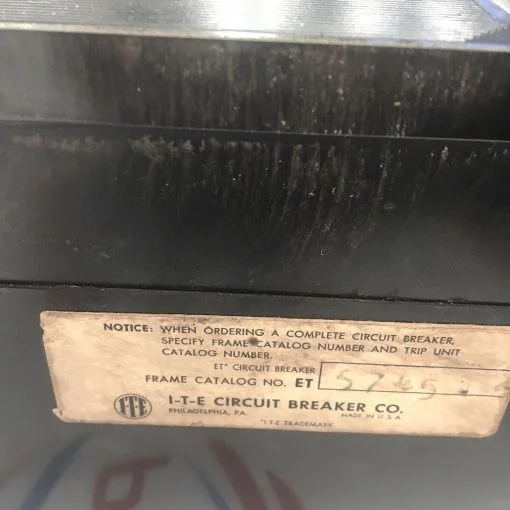 NOTICE: WHEN ORDERING A COMPLETE CIRCUIT BREAKER,
SPECIFY FRAME CATALOG NUMBER AND TRIP UNIT
CATALOG NUMBER.
ET* CIRCUIT BREAKER
FRAME CATALOG NO. ET
ITE I-T-E CIRCUIT BREAKER CO.
PHILADELPHIA, PA. MADE IN U.S.A.
*I-T-E TRADEMARK